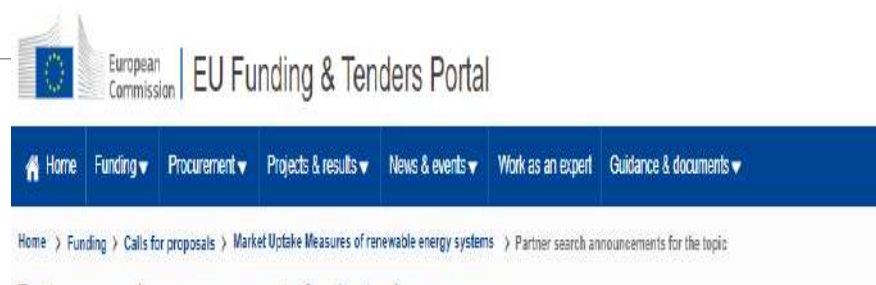 European
Commission
EU Funding & Tenders Portal
Home Funding Procurement Projects & results News & events Work as an expert Guidance & documents
Home > Funding > Calls for proposals > Market Uptake Measures of renewable energy systems > Partner search announcements for the topic